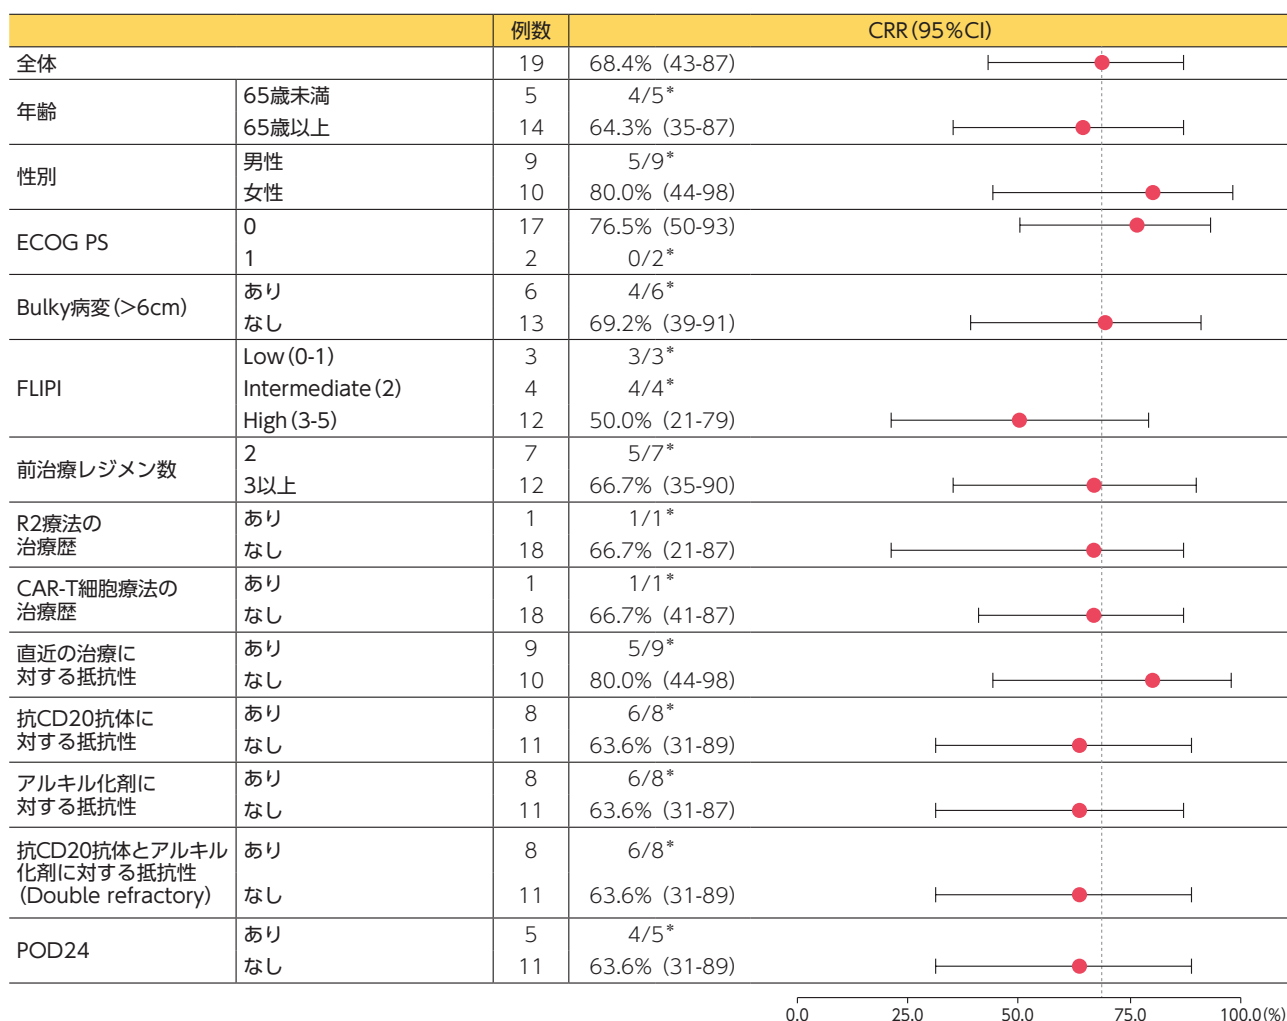 例数 CRR(95%CI)
全体 19 68.4% (43-87)
年齢 65歳未満 5 4/5*
65歳以上 14 64.3% (35-87)
性別 男性 9 5/9*
女性 10 80.0% (44-98)
ECOG PS 0 17 76.5% (50-93)
1 2 0/2*
Bulky病変(>6cm) あり 6 4/6*
なし 13 69.2% (39-91)
FLIPI Low(0-1) 3 3/3*
Intermediate(2) 4 4/4*
High(3-5) 12 50.0% (21-79)
前治療レジメン数 2 7 5/7*
3以上 12 66.7% (35-90)
R2療法の
治療歴
あり 1 1/1*
なし 18 66.7% (21-87)
CAR-T細胞療法の
治療歴
あり 1 1/1*
なし 18 66.7% (41-87)
直近の治療に
対する抵抗性
あり 9 5/9*
なし 10 80.0% (44-98)
抗CD20抗体に
対する抵抗性
あり 8 6/8*
なし 11 63.6% (31-89)
アルキル化剤に
対する抵抗性
あり 8 6/8*
なし 11 63.6% (31-87)
抗CD20抗体とアルキル
化剤に対する抵抗性
(Double refractory)
あり 8 6/8*
なし 11 63.6% (31-89)
POD24 あり 5 4/5*
なし 11 63.6% (31-89)
0.0 25.0 50.0 75.0 100.0(%)